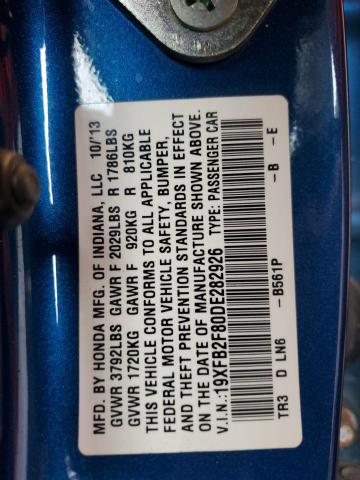 MFD. BY HONDA MFG. OF INDIANA, LLC 10/'13
GVWR 3792LBS GAWR F 2029LBS R 1786LBS
GVWR 1720KG GAWR F 920KG R 810KG
THIS VEHICLE CONFORMS TO ALL APPLICABLE
FEDERAL MOTOR VEHICLE SAFETY, BUMPER,
AND THEFT PREVENTION STANDARDS IN EFFECT
ON THE DATE OF MANUFACTURE SHOWN ABOVE.
V.I.N.:19XFB2F80DE282926 TYPE: PASSENGER CAR
-B561P -B -E
TR3 D LN6